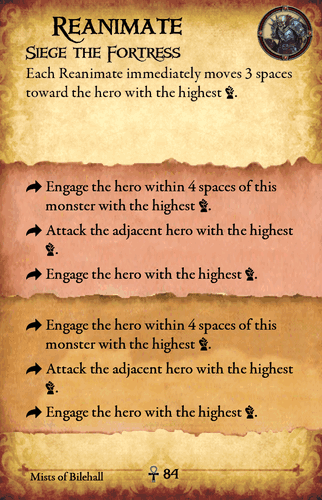 Reanimate
Siege the Fortress
Each Reanimate immediately moves 3 spaces
toward the hero with the highest .
Engage the hero within 4 spaces of this
monster with the highest .
Attack the adjacent hero with the highest
.
Engage the hero with the highest .
Engage the hero within 4 spaces of this
monster with the highest .
Attack the adjacent hero with the highest
.
Engage the hero with the highest .
Mists of Bilehall
☥ 84